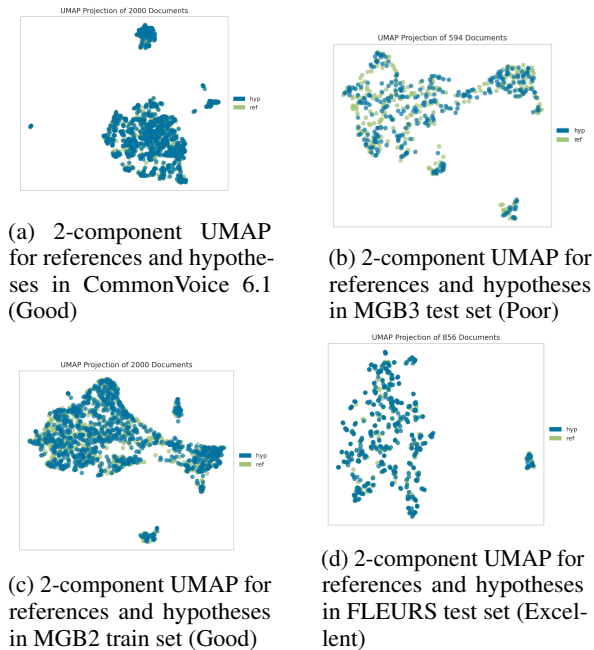 UMAP Projection of 2000 Documents
hyp
ref
(a) 2-component UMAP
for references and hypothe-
ses in CommonVoice 6.1
(Good)
UMAP Projection of 594 Documents
hyp
ref
(b) 2-component UMAP for
references and hypotheses
in MGB3 test set (Poor)
UMAP Projection of 2000 Documents
hyp
ref
(c) 2-component UMAP for
references and hypotheses
in MGB2 train set (Good)
UMAP Projection of 856 Documents
hyp
ref
(d) 2-component UMAP for
references and hypotheses
in FLEURS test set (Excel-
lent)